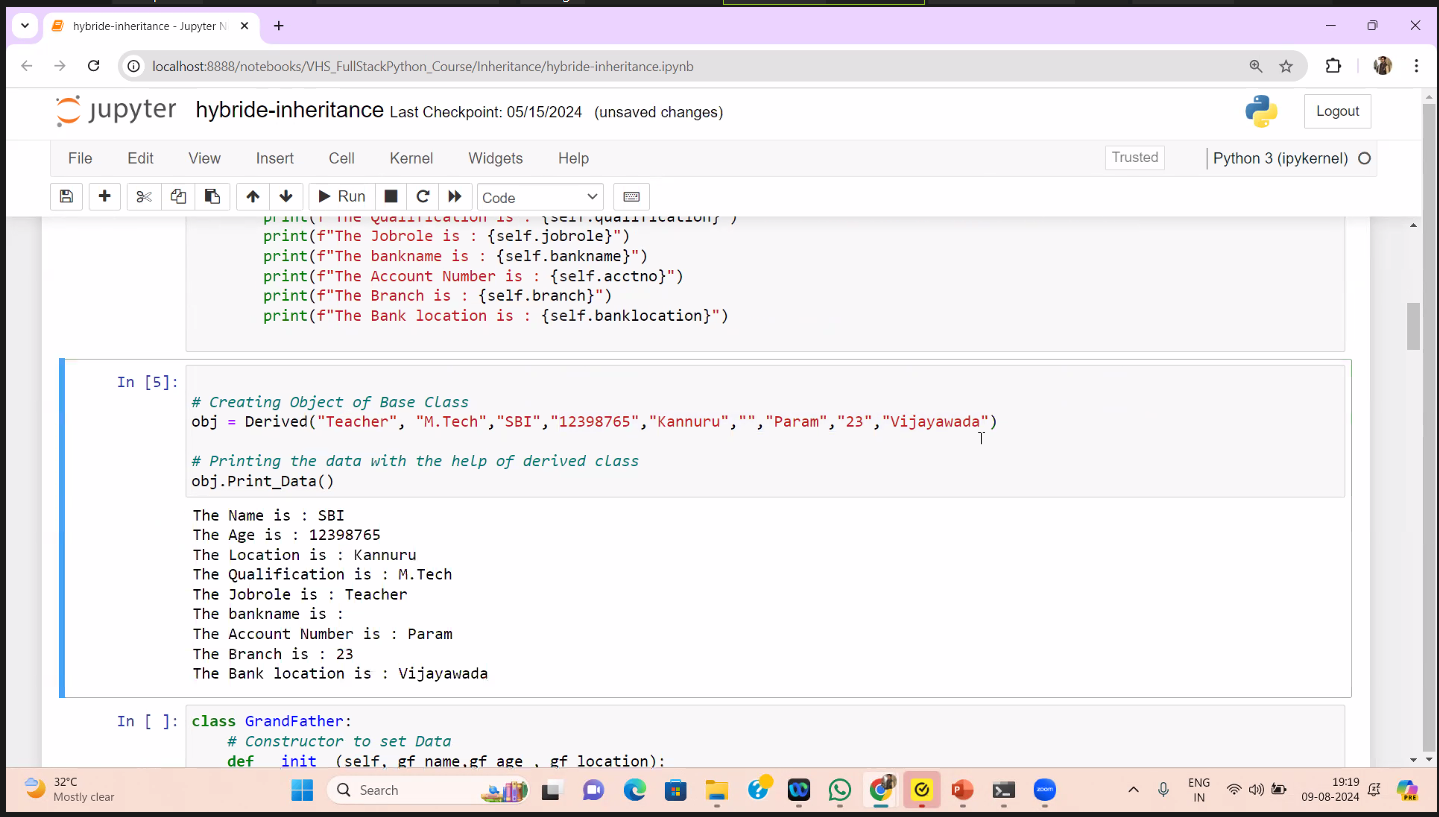 hybride-inheritance - Jupyter N
localhost:8888/notebooks/VHS_FullStackPython_Course/Inheritance/hybride-inheritance.ipynb
jupyter hybride-inheritance Last Checkpoint: 05/15/2024 (unsaved changes)
Logout
File Edit View Insert Cell Kernel Widgets Help
Trusted
Python 3 (ipykernel)
Run
Code
print(f"The Qualification is : {self.qualification}")
print(f"The Jobrole is : {self.jobrole}")
print(f"The bankname is : {self.bankname}")
print(f"The Account Number is : {self.acctno}")
print(f"The Branch is : {self.branch}")
print(f"The Bank location is : {self.banklocation}")
In [5]:
# Creating Object of Base Class
obj = Derived("Teacher", "M.Tech","SBI","12398765","Kannuru","","Param","23","Vijayawada")
# Printing the data with the help of derived class
obj.Print_Data()
The Name is : SBI
The Age is : 12398765
The Location is : Kannuru
The Qualification is : M.Tech
The Jobrole is : Teacher
The bankname is :
The Account Number is : Param
The Branch is : 23
The Bank location is : Vijayawada
In [ ]: class GrandFather:
# Constructor to set Data
def __init__(self, gf_name,gf_age , gf_location):
32°C
Mostly clear
Search
zoom
ENG
IN
19:19
09-08-2024
PRE